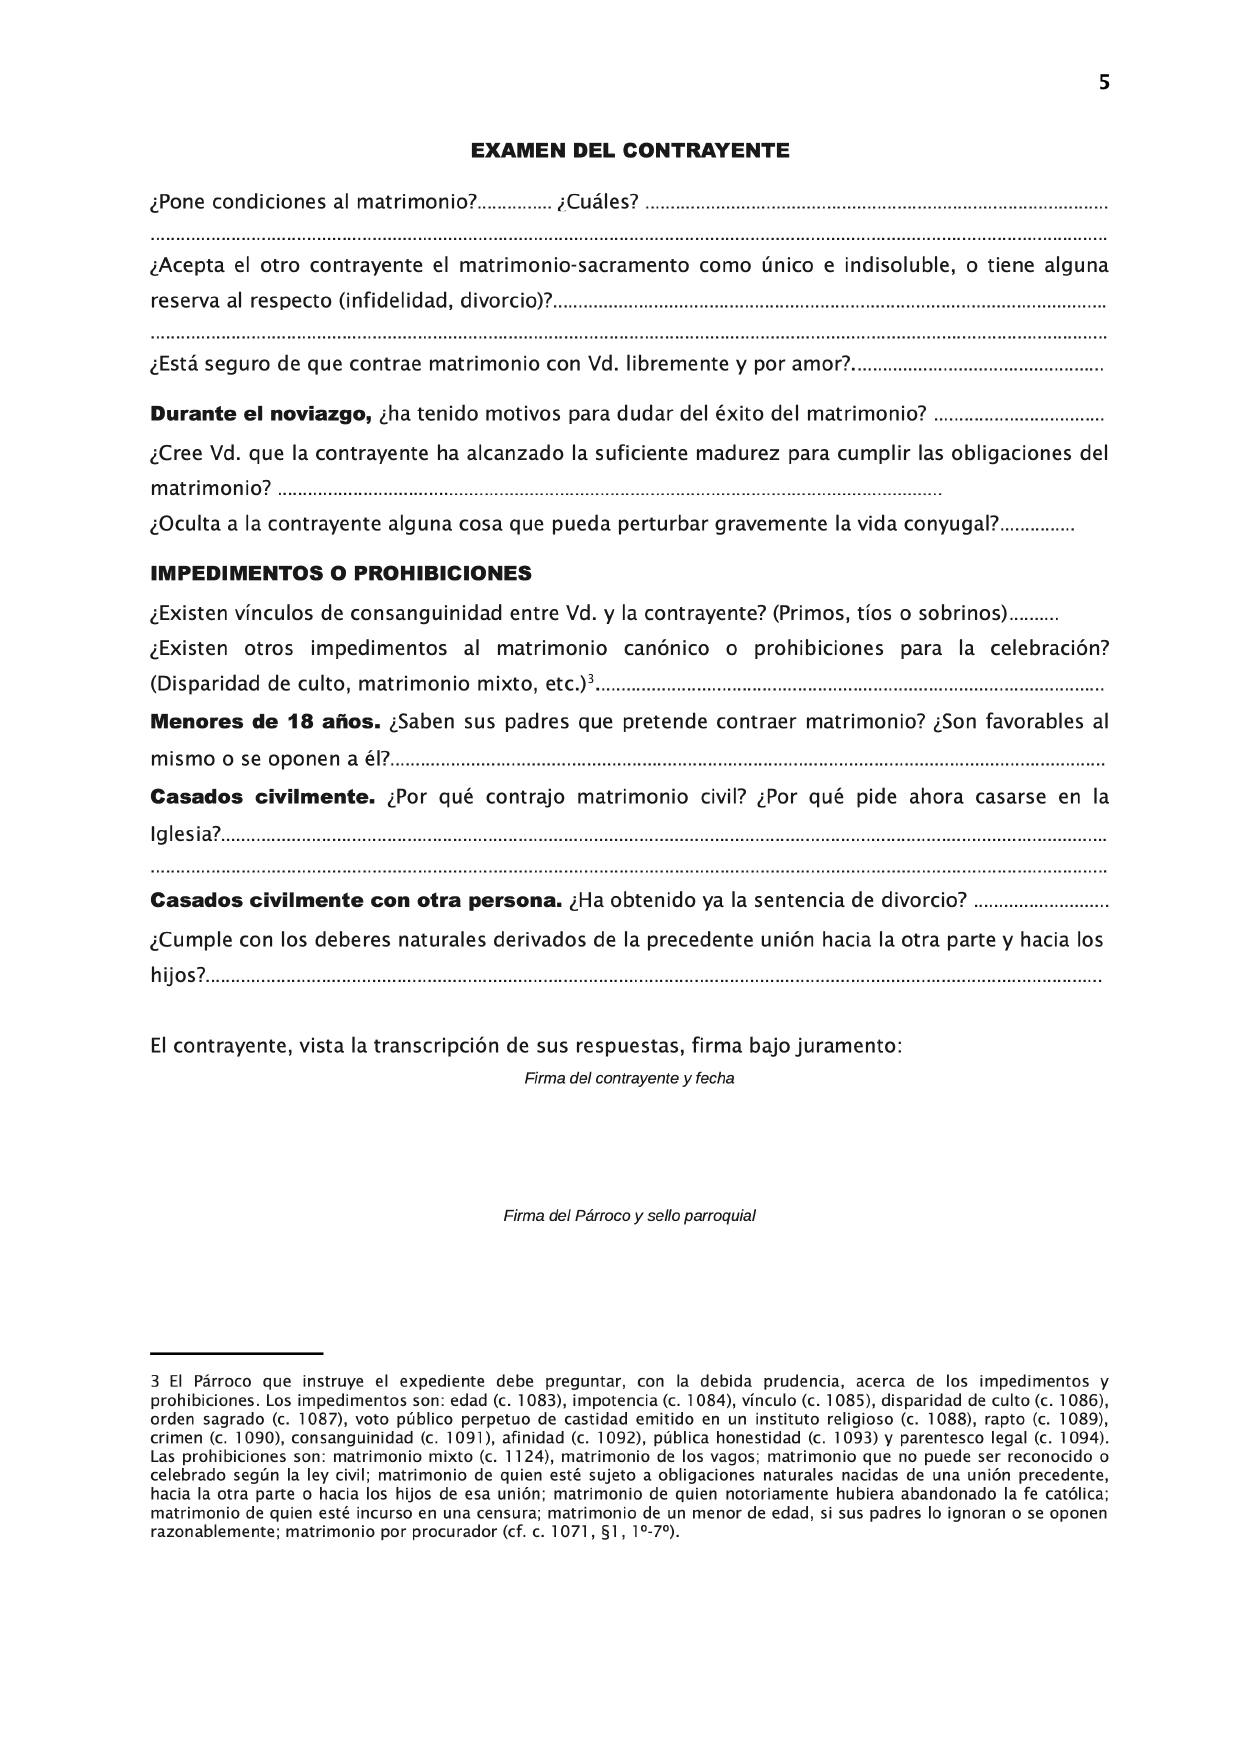 5
EXAMEN DEL CONTRAYENTE
¿Pone condiciones al matrimonio?............... ¿Cuáles? ............................................................................................
..............................................................................................................................................................................................
¿Acepta el otro contrayente el matrimonio-sacramento como único e indisoluble, o tiene alguna
reserva al respecto (infidelidad, divorcio)?..............................................................................................................
..............................................................................................................................................................................................
¿Está seguro de que contrae matrimonio con Vd. libremente y por amor?..................................................
Durante el noviazgo, ¿ha tenido motivos para dudar del éxito del matrimonio? ..................................
¿Cree Vd. que la contrayente ha alcanzado la suficiente madurez para cumplir las obligaciones del
matrimonio? ....................................................................................................................................
¿Oculta a la contrayente alguna cosa que pueda perturbar gravemente la vida conyugal?...............
IMPEDIMENTOS O PROHIBICIONES
¿Existen vínculos de consanguinidad entre Vd. y la contrayente? (Primos, tíos o sobrinos)..........
¿Existen otros impedimentos al matrimonio canónico o prohibiciones para la celebración?
(Disparidad de culto, matrimonio mixto, etc.)³.....................................................................................................
Menores de 18 años. ¿Saben sus padres que pretende contraer matrimonio? ¿Son favorables al
mismo o se oponen a él?..............................................................................................................................................
Casados civilmente. ¿Por qué contrajo matrimonio civil? ¿Por qué pide ahora casarse en la
Iglesia?................................................................................................................................................................................
..............................................................................................................................................................................................
Casados civilmente con otra persona. ¿Ha obtenido ya la sentencia de divorcio? ...........................
¿Cumple con los deberes naturales derivados de la precedente unión hacia la otra parte y hacia los
hijos?..................................................................................................................................................................................
El contrayente, vista la transcripción de sus respuestas, firma bajo juramento:
Firma del contrayente y fecha
Firma del Párroco y sello parroquial
3 El Párroco que instruye el expediente debe preguntar, con la debida prudencia, acerca de los impedimentos y
prohibiciones. Los impedimentos son: edad (c. 1083), impotencia (c. 1084), vínculo (c. 1085), disparidad de culto (c. 1086),
orden sagrado (c. 1087), voto público perpetuo de castidad emitido en un instituto religioso (c. 1088), rapto (c. 1089),
crimen (c. 1090), consanguinidad (c. 1091), afinidad (c. 1092), pública honestidad (c. 1093) y parentesco legal (c. 1094).
Las prohibiciones son: matrimonio mixto (c. 1124), matrimonio de los vagos; matrimonio que no puede ser reconocido o
celebrado según la ley civil; matrimonio de quien esté sujeto a obligaciones naturales nacidas de una unión precedente,
hacia la otra parte o hacia los hijos de esa unión; matrimonio de quien notoriamente hubiera abandonado la fe católica;
matrimonio de quien esté incurso en una censura; matrimonio de un menor de edad, si sus padres lo ignoran o se oponen
razonablemente; matrimonio por procurador (cf. c. 1071, §1, 1º-7º).